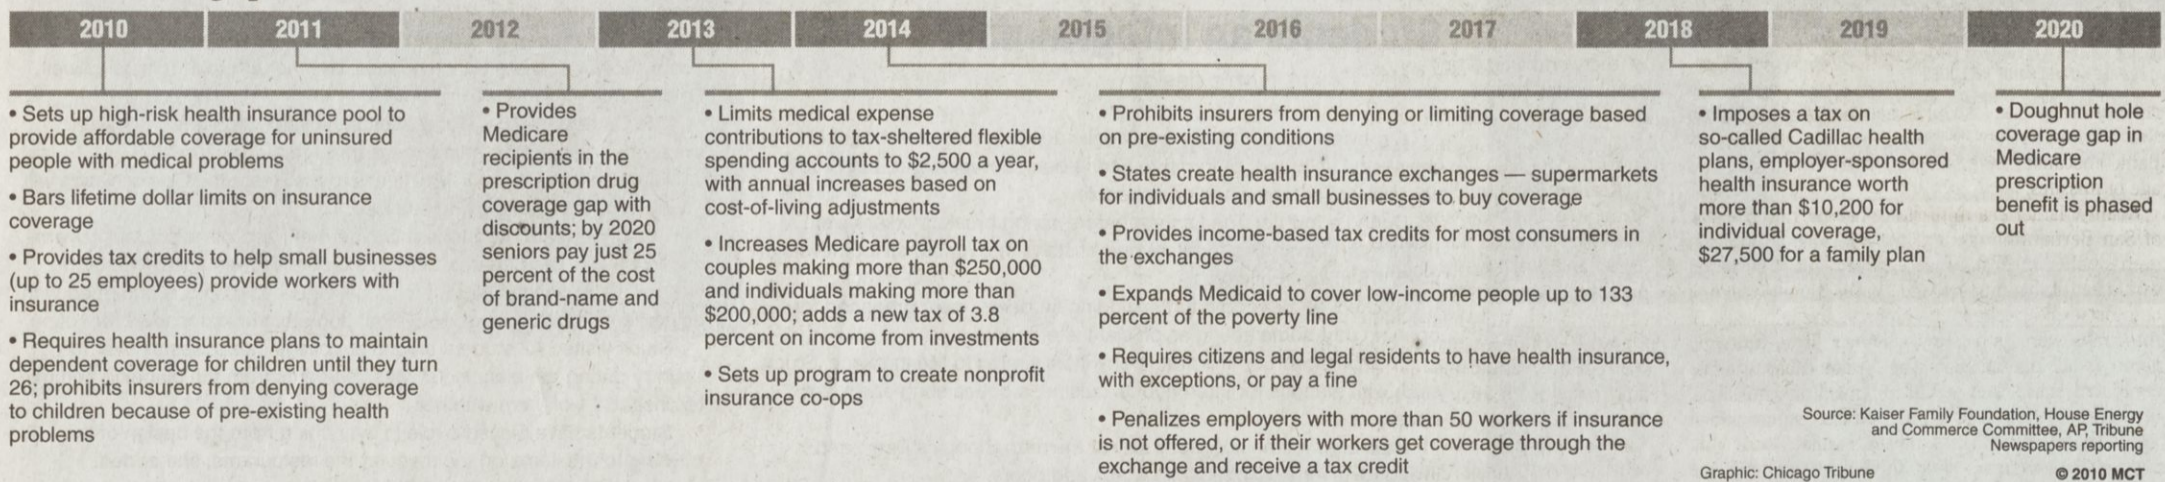 2010 2011 2012 2013 2014 2015 2016 2017 2018 2019 2020
• Sets up high-risk health insurance pool to
provide affordable coverage for uninsured
people with medical problems
• Bars lifetime dollar limits on insurance
coverage
• Provides tax credits to help small businesses
(up to 25 employees) provide workers with
insurance
• Requires health insurance plans to maintain
dependent coverage for children until they turn
26; prohibits insurers from denying coverage
to children because of pre-existing health
problems
• Provides
Medicare
recipients in the
prescription drug
coverage gap with
discounts; by 2020
seniors pay just 25
percent of the cost
of brand-name and
generic drugs
• Limits medical expense
contributions to tax-sheltered flexible
spending accounts to $2,500 a year,
with annual increases based on
cost-of-living adjustments
• Increases Medicare payroll tax on
couples making more than $250,000
and individuals making more than
$200,000; adds a new tax of 3.8
percent on income from investments
• Sets up program to create nonprofit
insurance co-ops
• Prohibits insurers from denying or limiting coverage based
on pre-existing conditions
• States create health insurance exchanges — supermarkets
for individuals and small businesses to buy coverage
• Provides income-based tax credits for most consumers in
the exchanges
• Expands Medicaid to cover low-income people up to 133
percent of the poverty line
• Requires citizens and legal residents to have health insurance,
with exceptions, or pay a fine
• Penalizes employers with more than 50 workers if insurance
is not offered, or if their workers get coverage through the
exchange and receive a tax credit
• Imposes a tax on
so-called Cadillac health
plans, employer-sponsored
health insurance worth
more than $10,200 for
individual coverage,
$27,500 for a family plan
• Doughnut hole
coverage gap in
Medicare
prescription
benefit is phased
out
Source: Kaiser Family Foundation, House Energy
and Commerce Committee, AP, Tribune
Newspapers reporting
Graphic: Chicago Tribune © 2010 MCT